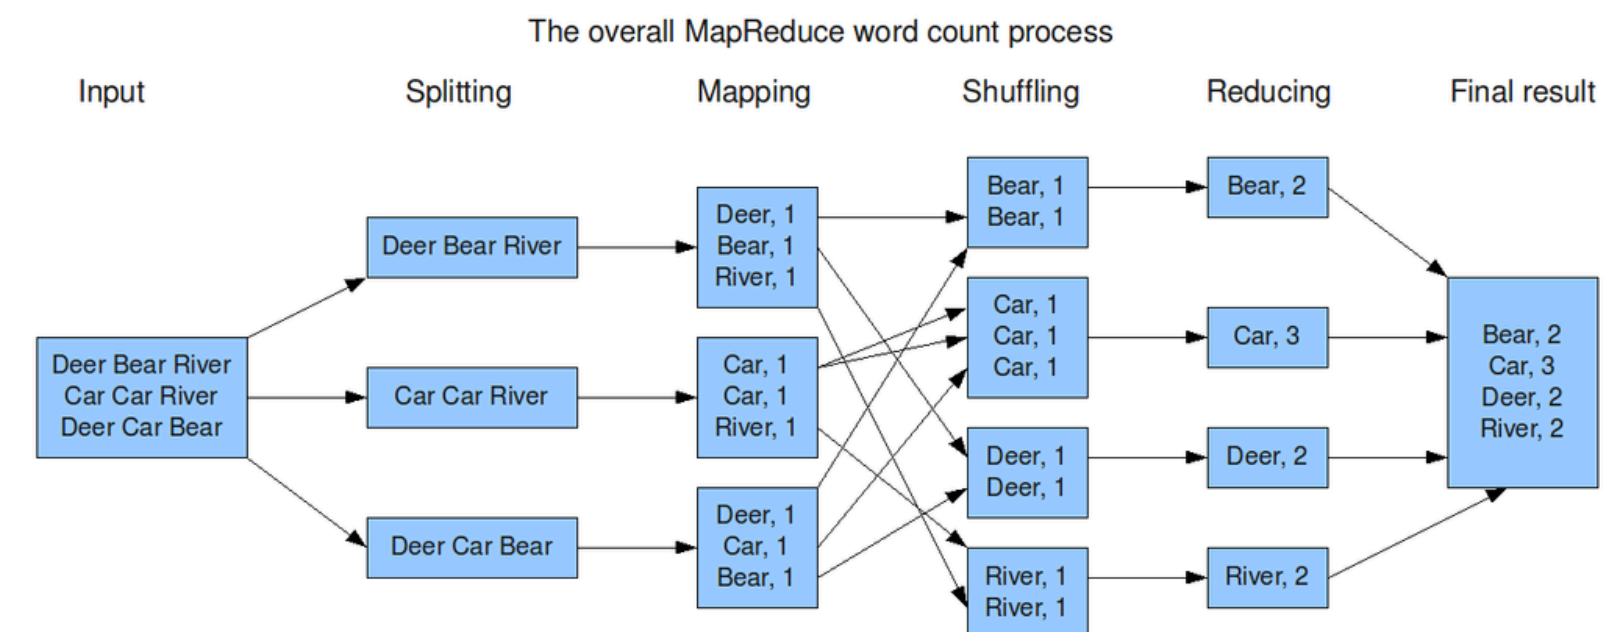 The overall MapReduce word count process
Input
Splitting
Mapping
Shuffling
Reducing
Final result
Deer Bear River
Car Car River
Deer Car Bear
Deer Bear River
Car Car River
Deer Car Bear
Deer, 1
Bear, 1
River, 1
Car, 1
Car, 1
River, 1
Deer, 1
Car, 1
Bear, 1
Bear, 1
Bear, 1
Car, 1
Car, 1
Car, 1
Deer, 1
Deer, 1
River, 1
River, 1
Bear, 2
Car, 3
Deer, 2
River, 2
Bear, 2
Car, 3
Deer, 2
River, 2